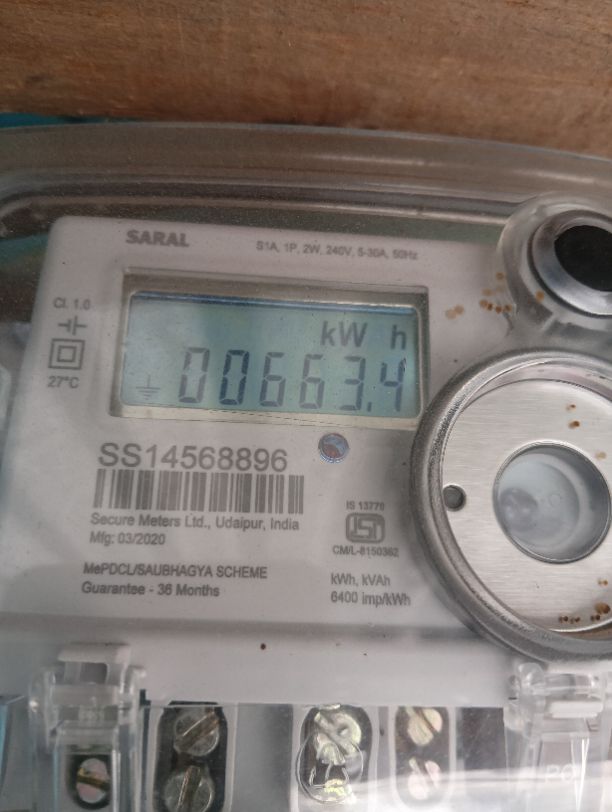 SARAL
S1A, 1P, 2W, 240V, 5-30A, 50Hz
Cl. 1.0
27°C
kW h
00663.4
SS14568896
Secure Meters Ltd., Udaipur, India
Mfg: 03/2020
IS 13779
ISI
CM/L-8150362
MePDCL/SAUBHAGYA SCHEME
Guarantee - 36 Months
kWh, kVAh
6400 imp/kWh